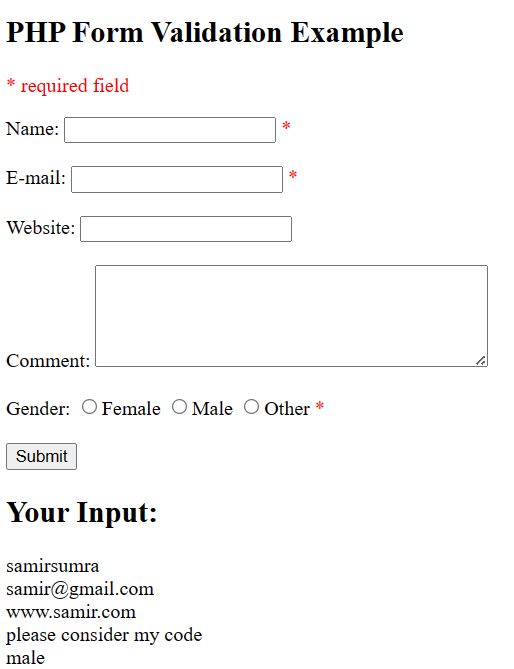 PHP Form Validation Example
* required field
Name: *
E-mail: *
Website:
Comment:
Gender: Female Male Other *
Submit
Your Input:
samirsumra
samir@gmail.com
www.samir.com
please consider my code
male